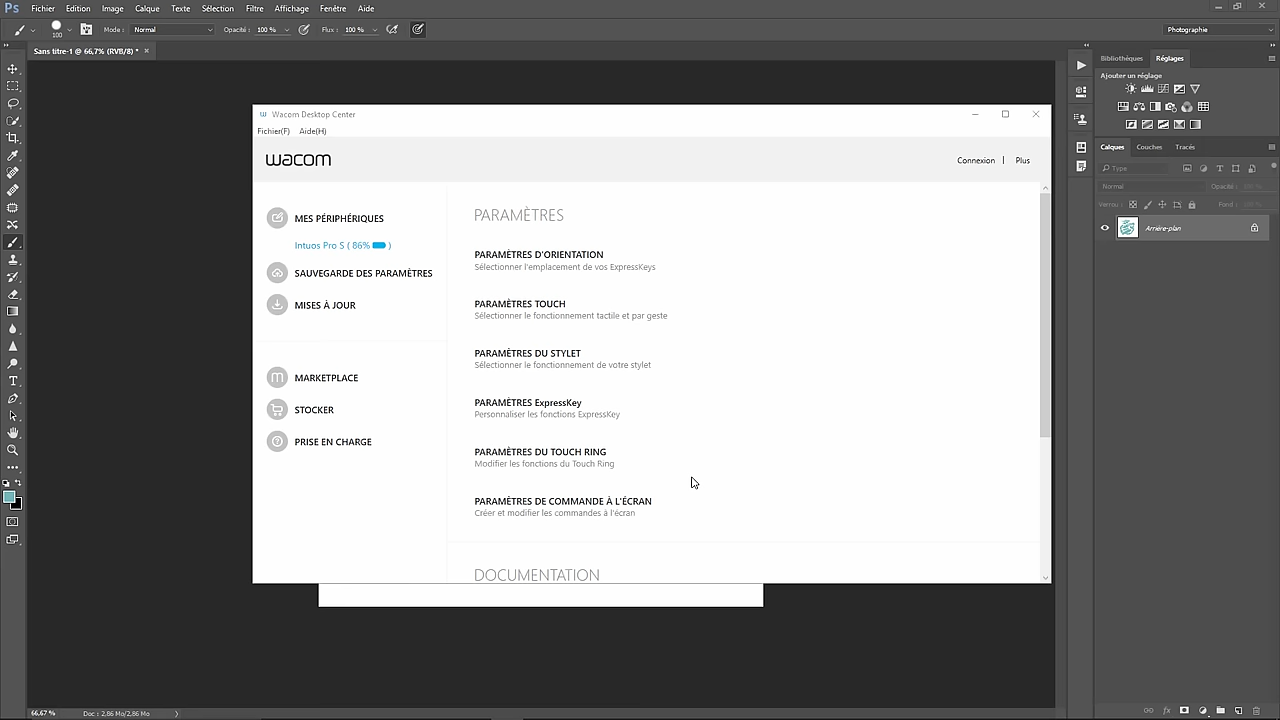 Ps Fichier Edition Image Calque Texte Sélection Filtre Affichage Fenêtre Aide
100 Mode : Normal Opacité : 100 % Flux : 100 % Photographie
Sans titre-1 @ 66,7% (RVB/8) * ×
Bibliothèques Réglages
Ajouter un réglage
Wacom Desktop Center
Fichier(F) Aide(H)
wacom
Connexion | Plus
MES PÉRIPHÉRIQUES
Intuos Pro S ( 86% )
SAUVEGARDE DES PARAMÈTRES
MISES À JOUR
MARKETPLACE
STOCKER
PRISE EN CHARGE
PARAMÈTRES
PARAMÈTRES D'ORIENTATION
Sélectionner l'emplacement de vos ExpressKeys
PARAMÈTRES TOUCH
Sélectionner le fonctionnement tactile et par geste
PARAMÈTRES DU STYLET
Sélectionner le fonctionnement de votre stylet
PARAMÈTRES ExpressKey
Personnaliser les fonctions ExpressKey
PARAMÈTRES DU TOUCH RING
Modifier les fonctions du Touch Ring
PARAMÈTRES DE COMMANDE À L'ÉCRAN
Créer et modifier les commandes à l'écran
DOCUMENTATION
Calques Couches Tracés
Type
Normal Opacité : 100 %
Verrou : Fond : 100 %
Arrière-plan
66,67 % Doc : 2,86 Mo/2,86 Mo